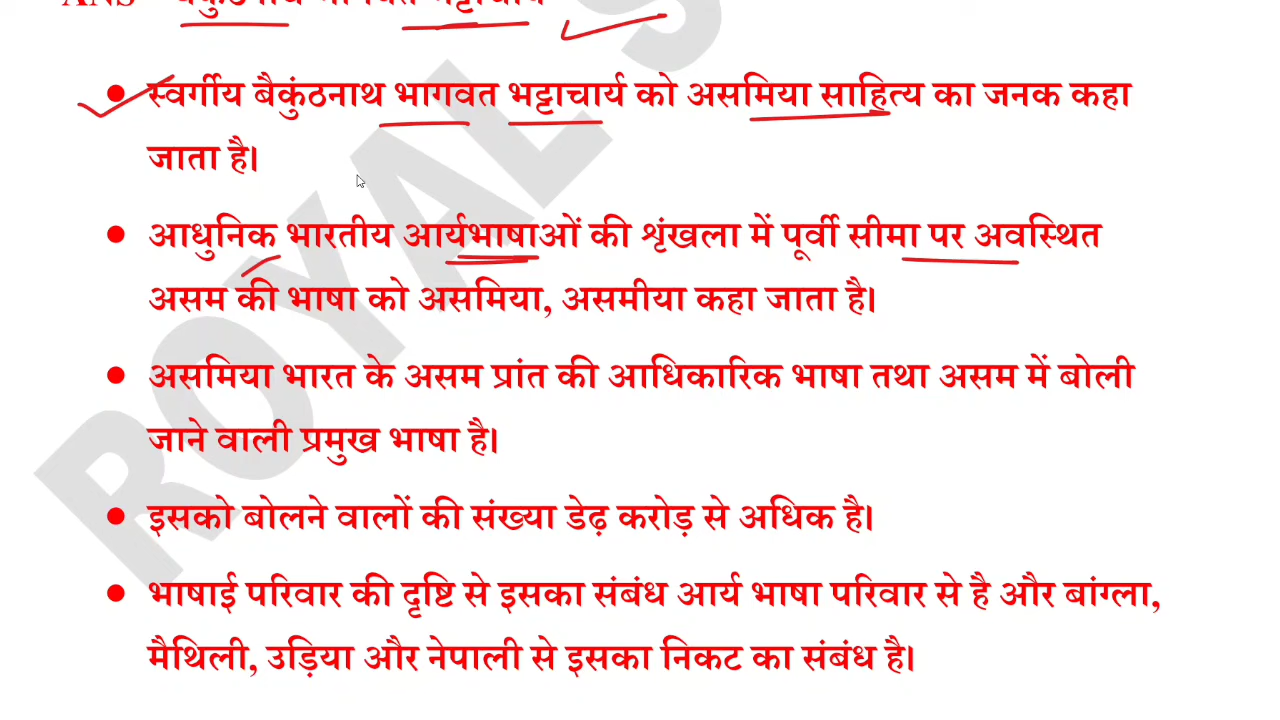 ANS
स्वर्गीय बैकुंठनाथ भागवत भट्टाचार्य को असमिया साहित्य का जनक कहा
जाता है।
आधुनिक भारतीय आर्यभाषाओं की शृंखला में पूर्वी सीमा पर अवस्थित
असम की भाषा को असमिया, असमीया कहा जाता है।
असमिया भारत के असम प्रांत की आधिकारिक भाषा तथा असम में बोली
जाने वाली प्रमुख भाषा है।
इसको बोलने वालों की संख्या डेढ़ करोड़ से अधिक है।
भाषाई परिवार की दृष्टि से इसका संबंध आर्य भाषा परिवार से है और बांग्ला,
मैथिली, उड़िया और नेपाली से इसका निकट का संबंध है।
ROYAL S